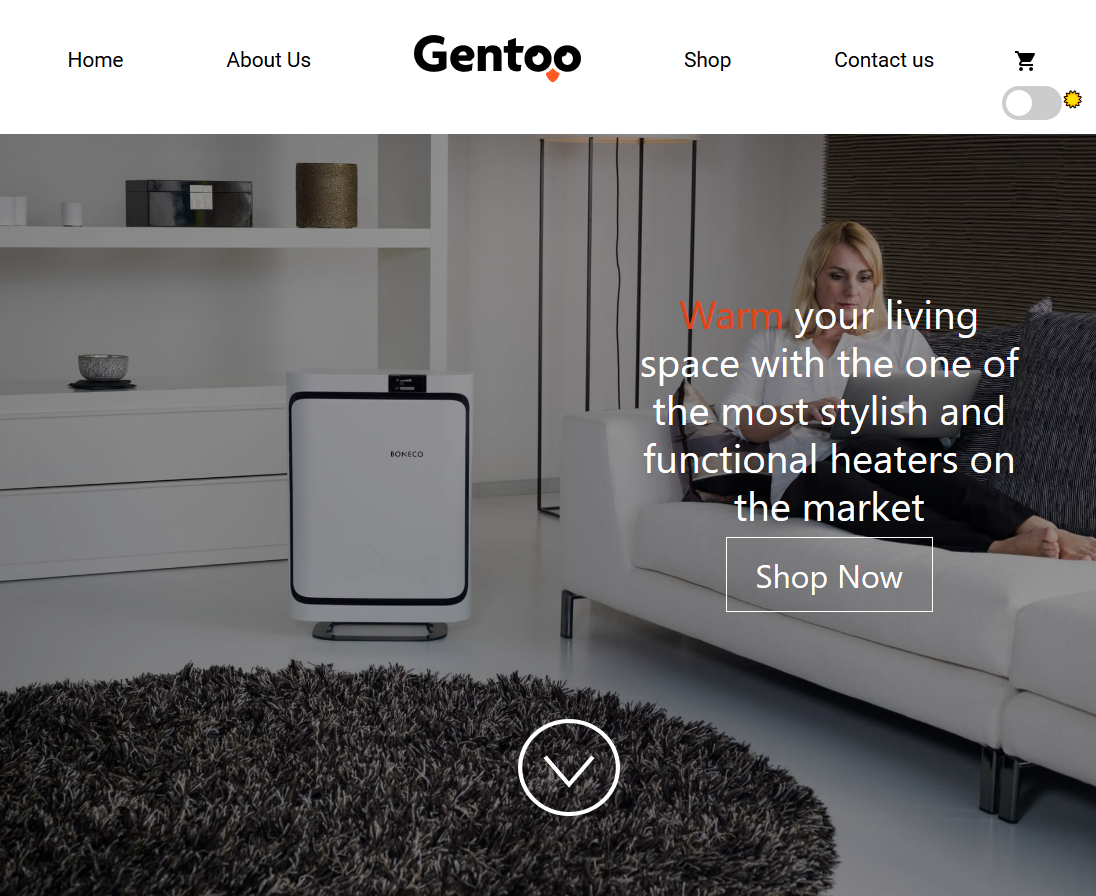 Home
About Us
Gentoo
Shop
Contact us
BONECO
Warm your living
space with the one of
the most stylish and
functional heaters on
the market
Shop Now